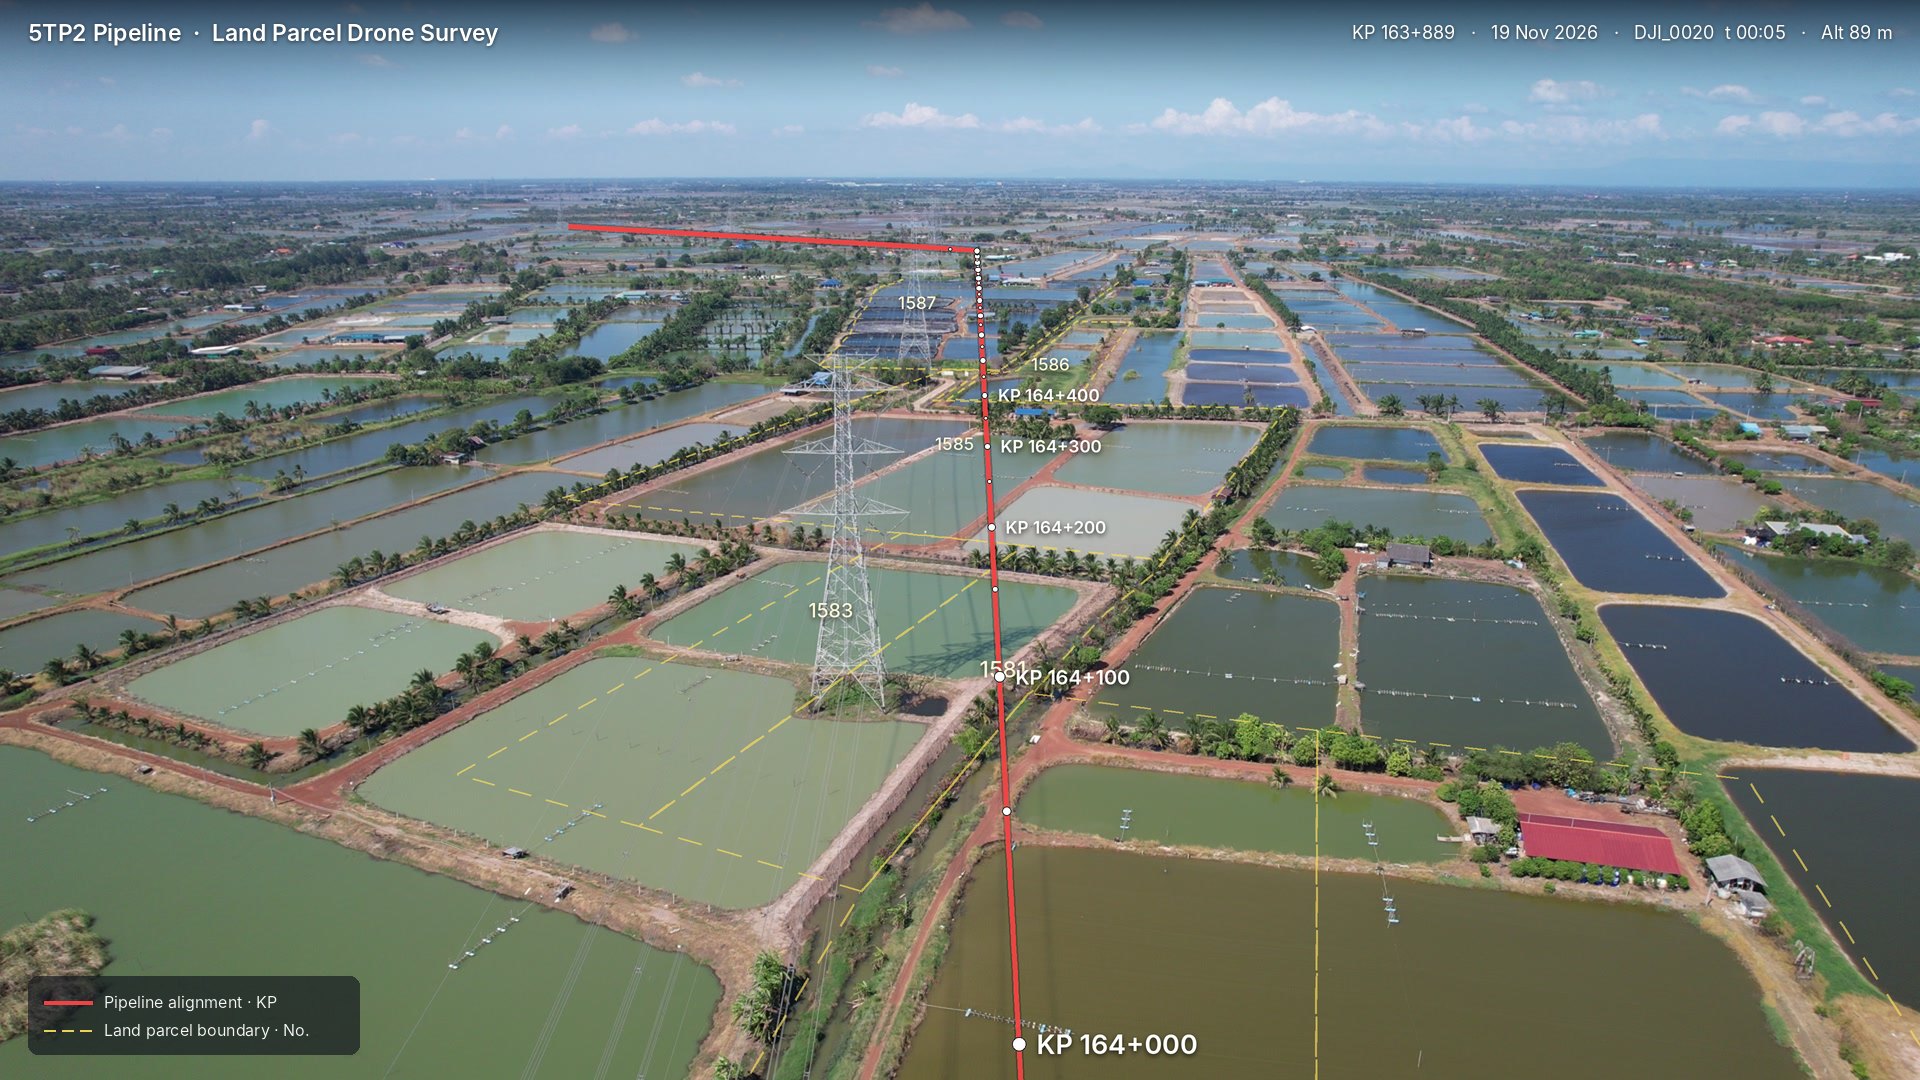 5TP2 Pipeline · Land Parcel Drone Survey
KP 163+889 · 19 Nov 2026 · DJI_0020 t 00:05 · Alt 89 m
1587
1586
KP 164+400
1585
KP 164+300
KP 164+200
1583
1581
KP 164+100
KP 164+000
Pipeline alignment · KP
Land parcel boundary · No.